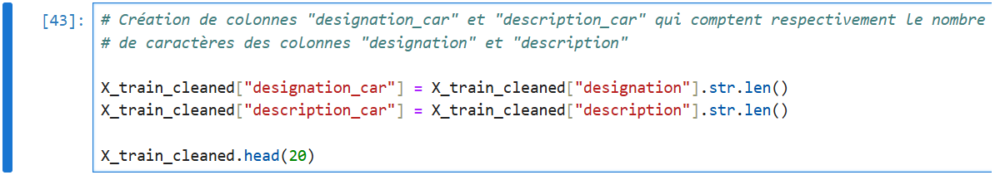 [43]: # Création de colonnes "designation_car" et "description_car" qui comptent respectivement le nombre
# de caractères des colonnes "designation" et "description"
X_train_cleaned["designation_car"] = X_train_cleaned["designation"].str.len()
X_train_cleaned["description_car"] = X_train_cleaned["description"].str.len()
X_train_cleaned.head(20)